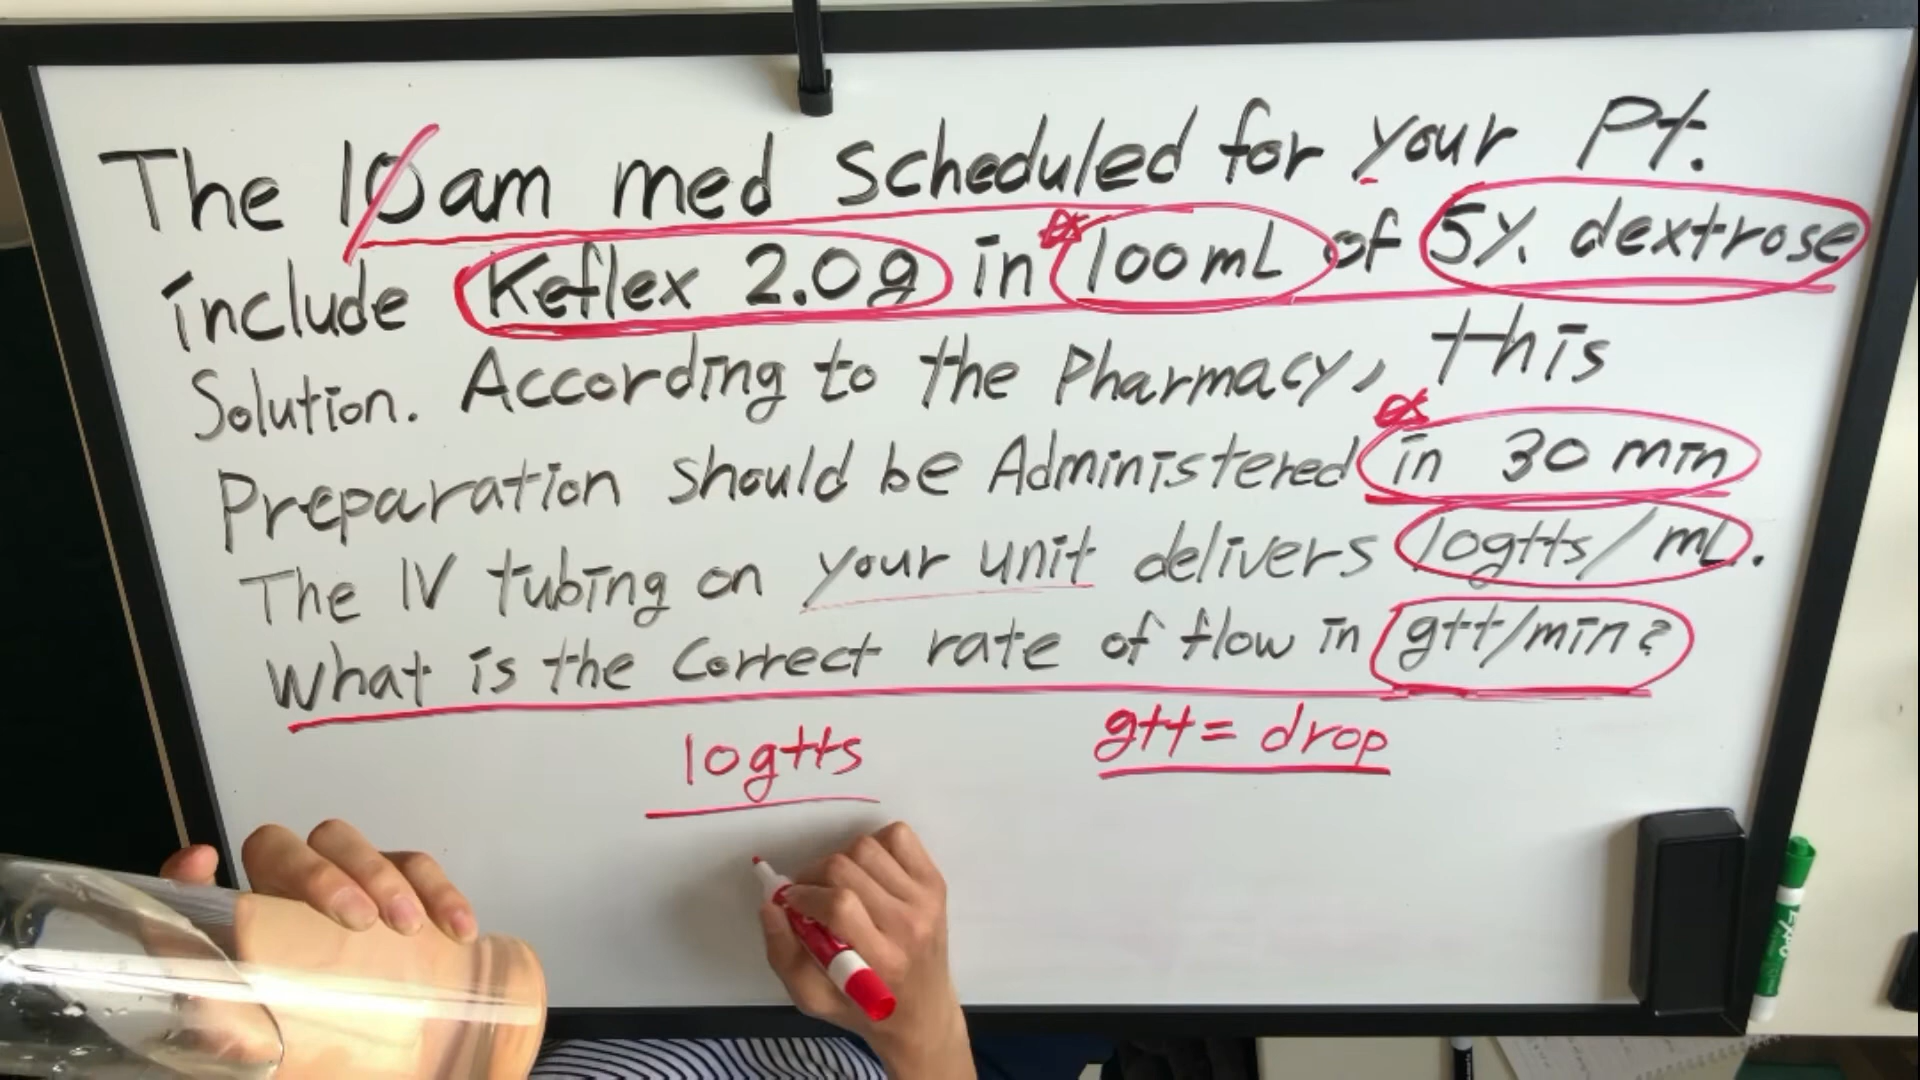 The 10am med scheduled for your Pt.
include Keflex 2.0g in 100mL of 5% dextrose
Solution. According to the Pharmacy, this
Preparation should be Administered in 30 min
The IV tubing on your unit delivers 10gtts/mL.
What is the Correct rate of flow in gtt/min?
10gtts
gtt = drop
EXPO